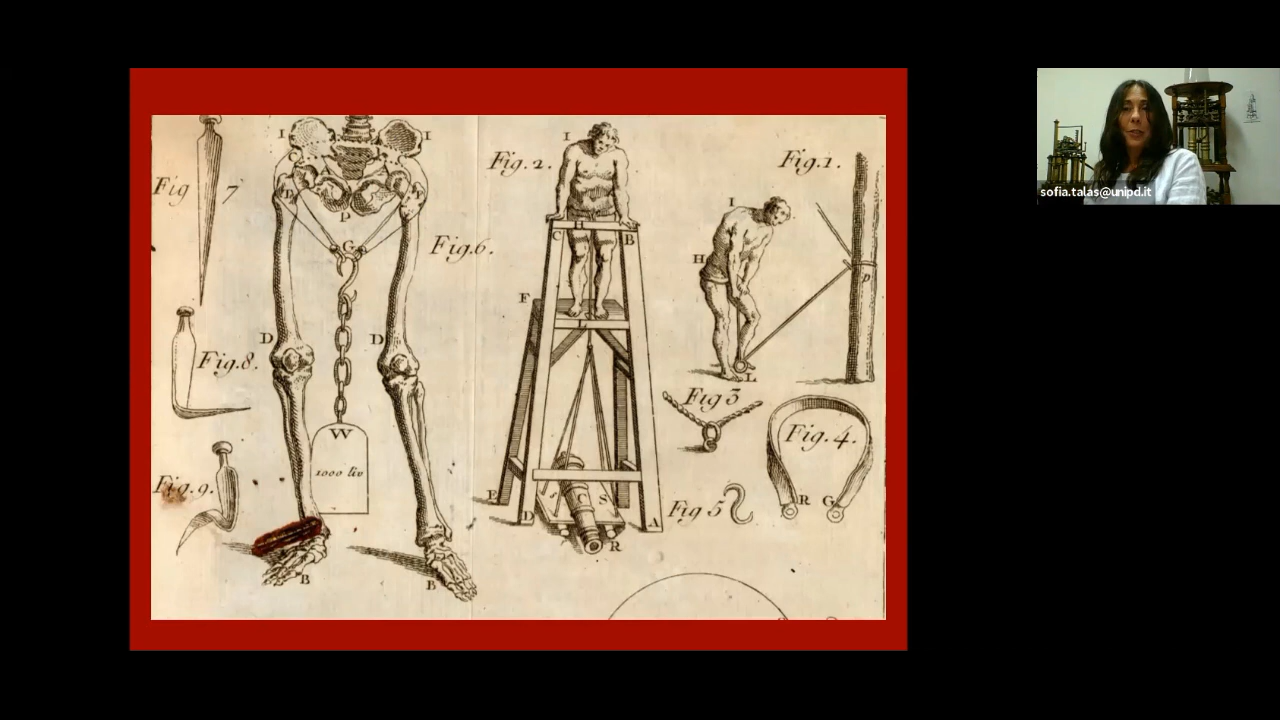 Fig 7
I
I
C
D
P
G
Fig.6.
D
D
Fig.8.
W
1000 liv
Fig.9.
B
B
Fig.2.
I
C
H
B
F
I
E
D
s
C
S
A
R
Fig.1.
I
H
D
L
Fig 3
Fig.4.
R
G
Fig 5
sofia.talas@unipd.it